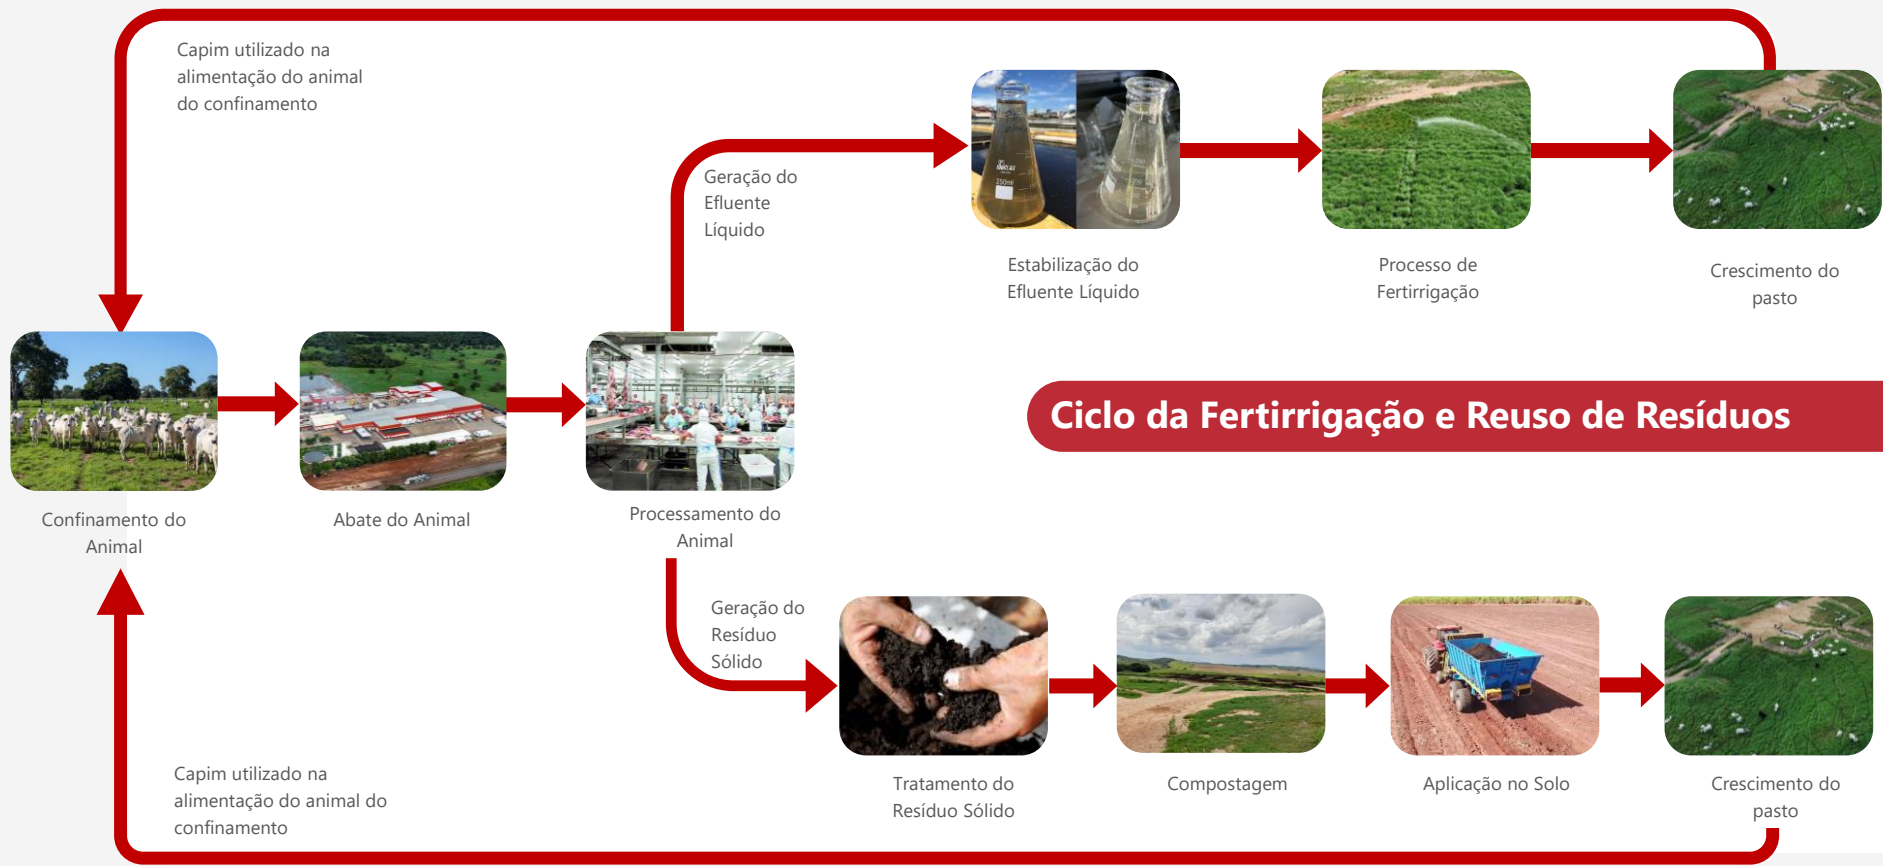 Capim utilizado na
alimentação do animal
do confinamento
Geração do
Efluente
Líquido
Estabilização do
Efluente Líquido
Processo de
Fertirrigação
Crescimento do
pasto
Ciclo da Fertirrigação e Reuso de Resíduos
Confinamento do
Animal
Abate do Animal
Processamento do
Animal
Geração do
Resíduo
Sólido
Tratamento do
Resíduo Sólido
Compostagem
Aplicação no Solo
Crescimento do
pasto
Capim utilizado na
alimentação do animal do
confinamento
250ml